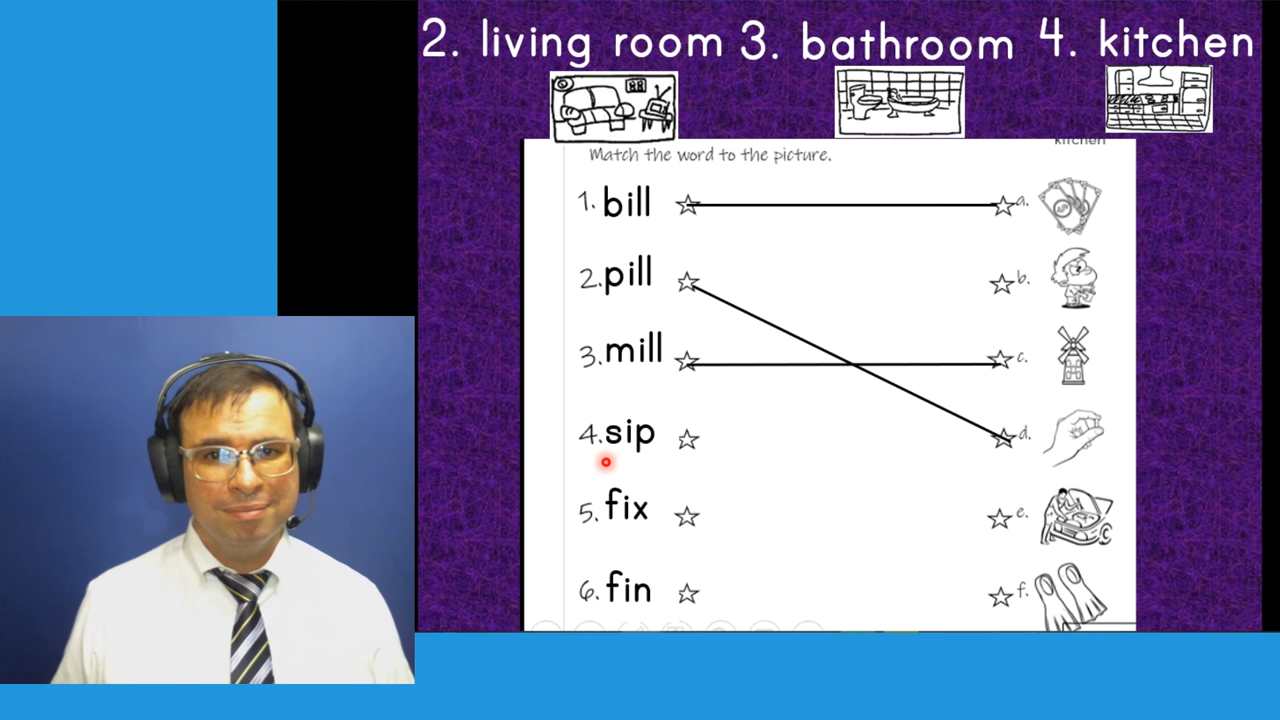 2. living room 3. bathroom 4. kitchen
kitchen
Match the word to the picture.
1. bill a.
2. pill b.
3. mill c.
4. sip d.
5. fix e.
6. fin f.